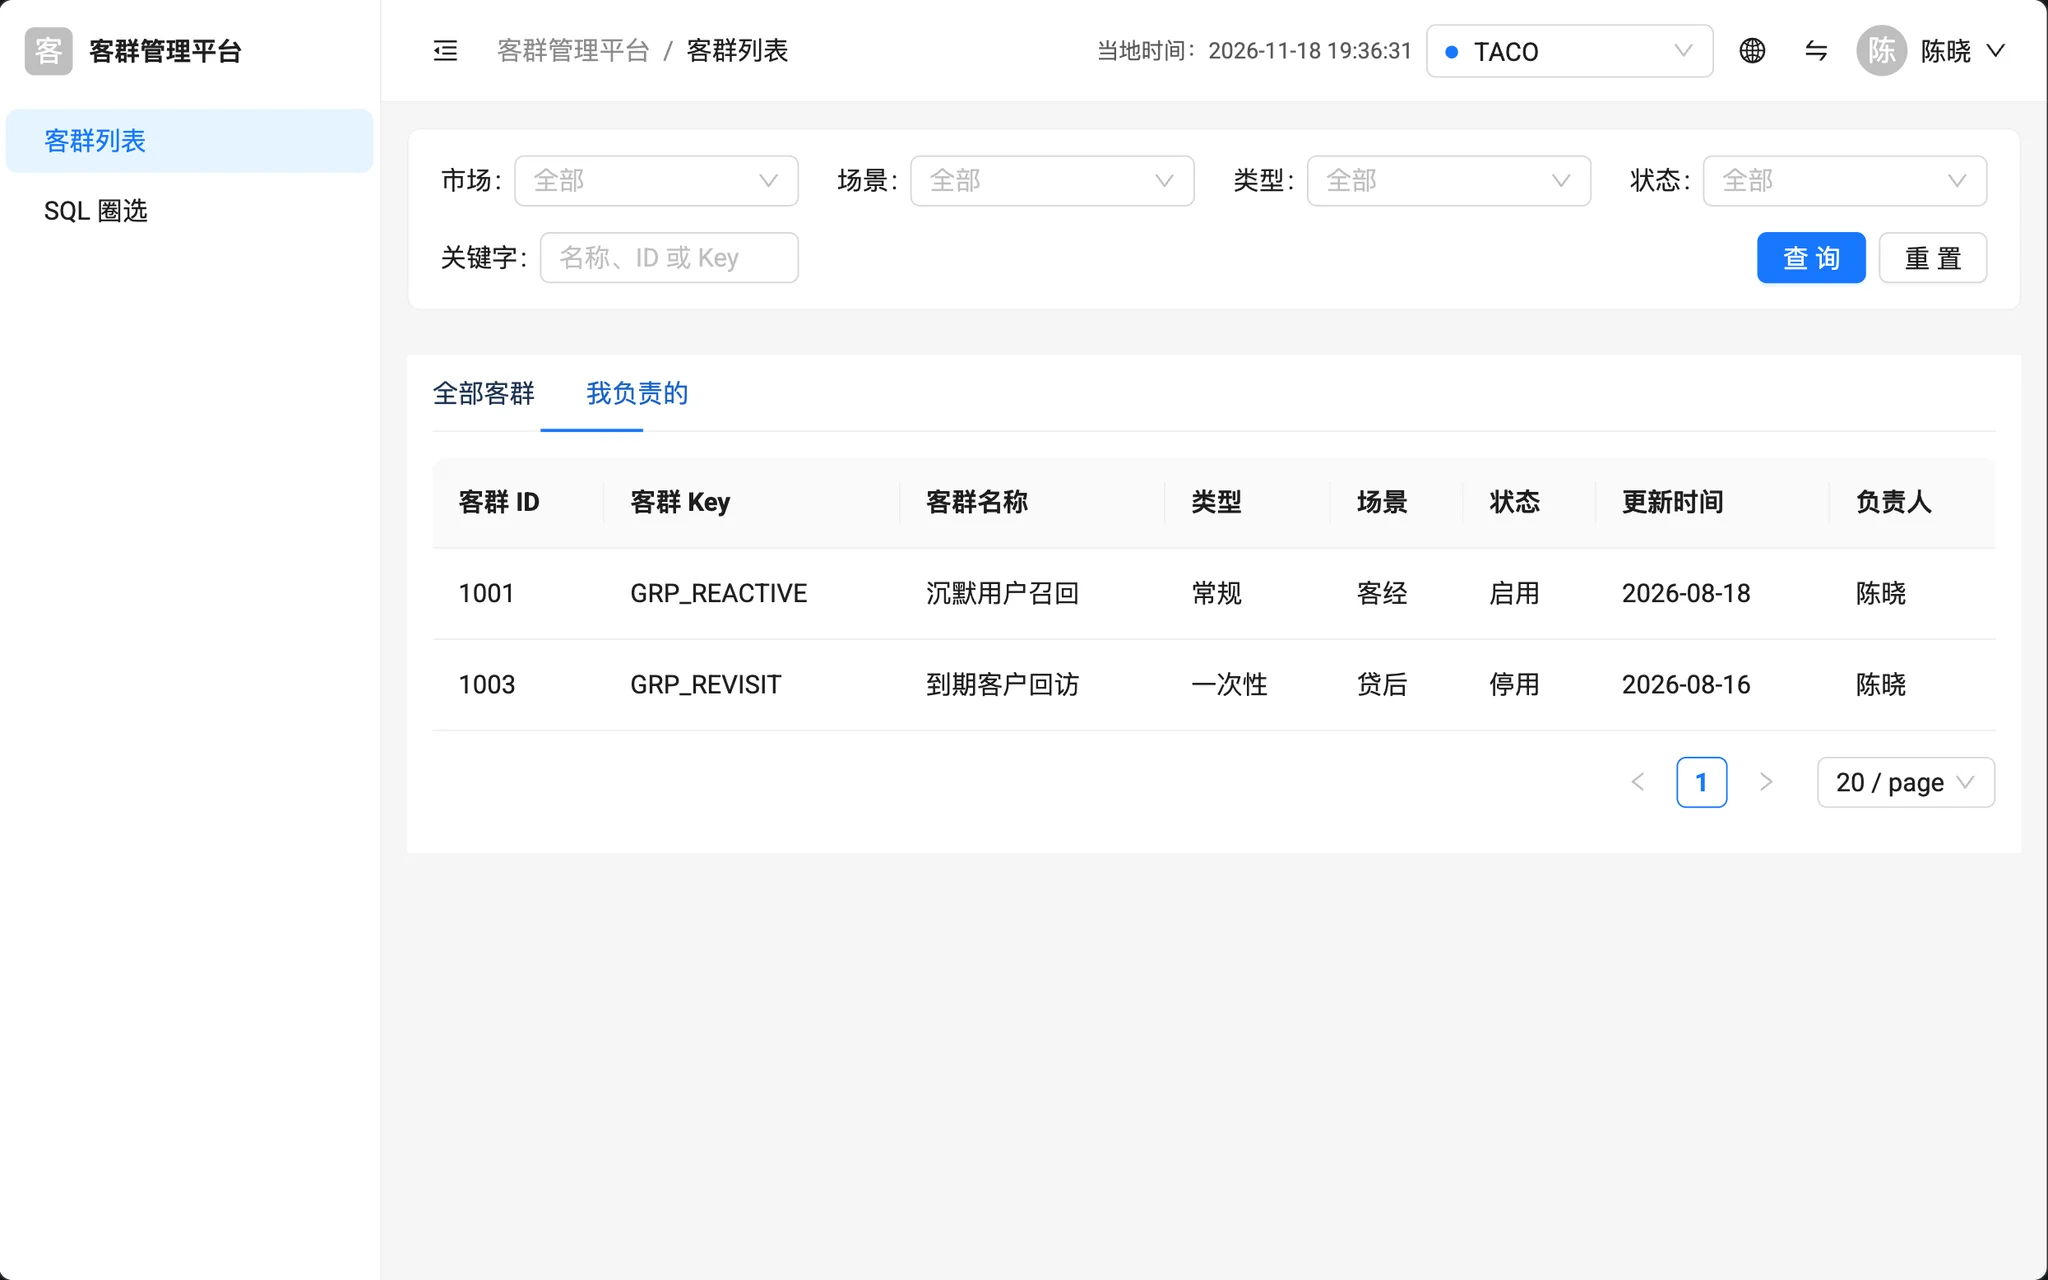 客 客群管理平台
客群列表
SQL 圈选
客群管理平台 / 客群列表
当地时间：2026-11-18 19:36:31
TACO
陈 陈晓
市场： 全部 场景： 全部 类型： 全部 状态： 全部
关键字： 名称、ID 或 Key 查 询 重 置
全部客群 我负责的
客群 ID 客群 Key 客群名称 类型 场景 状态 更新时间 负责人
1001 GRP_REACTIVE 沉默用户召回 常规 客经 启用 2026-08-18 陈晓
1003 GRP_REVISIT 到期客户回访 一次性 贷后 停用 2026-08-16 陈晓
1 20 / page